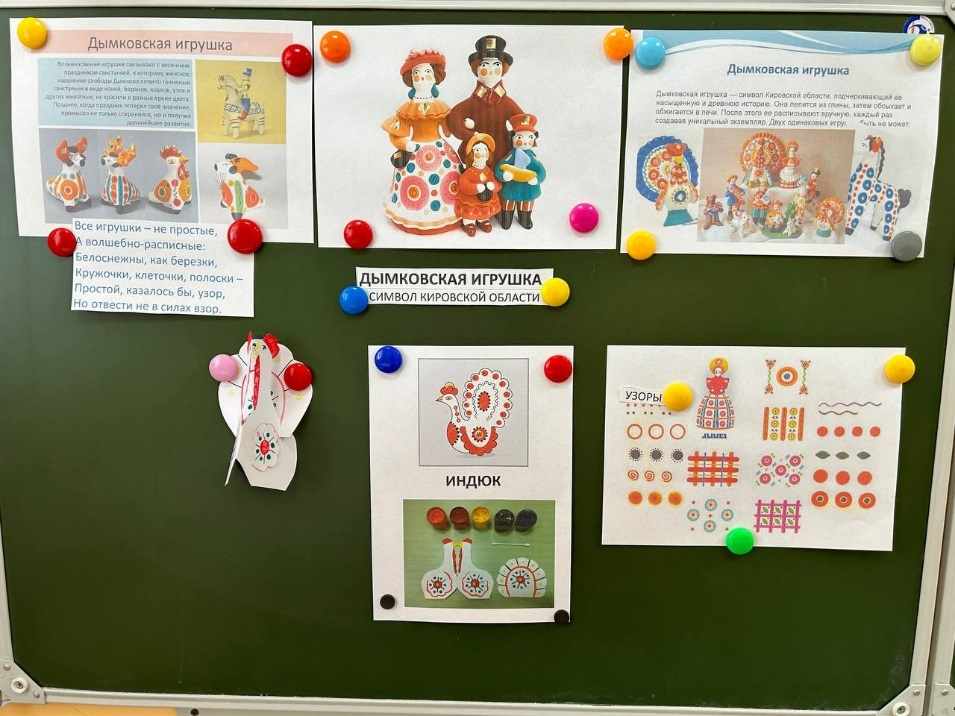 Дымковская игрушка
Возникновение игрушки связывают с весенним
праздником свистуньей, к которому женское
население слободы Дымково лепило глиняные
свистульки в виде коней, баранов, козлов, уток и
других животных; их красили в разные яркие цвета.
Позднее, когда праздник потерял своё значение,
промысел не только сохранился, но и получил
дальнейшее развитие.
Все игрушки – не простые,
А волшебно-расписные:
Белоснежны, как березки,
Кружочки, клеточки, полоски –
Простой, казалось бы, узор,
Но отвести не в силах взор.
ДЫМКОВСКАЯ ИГРУШКА
СИМВОЛ КИРОВСКОЙ ОБЛАСТИ
Дымковская игрушка
Дымковская игрушка — символ Кировской области, подчеркивающий ее
насыщенную и древнюю историю. Она лепится из глины, затем обсыхает и
обжигается в печи. После этого ее расписывают вручную, каждый раз
создавая уникальный экземпляр. Двух одинаковых игру быть не может.
ИНДЮК
УЗОРЫ
ДЫМКА